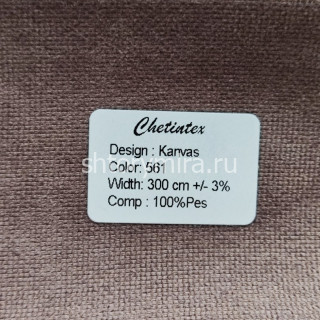 Chetintex
Design : Kanvas
Color: 561
Width: 300 cm +/- 3%
Comp : 100%Pes